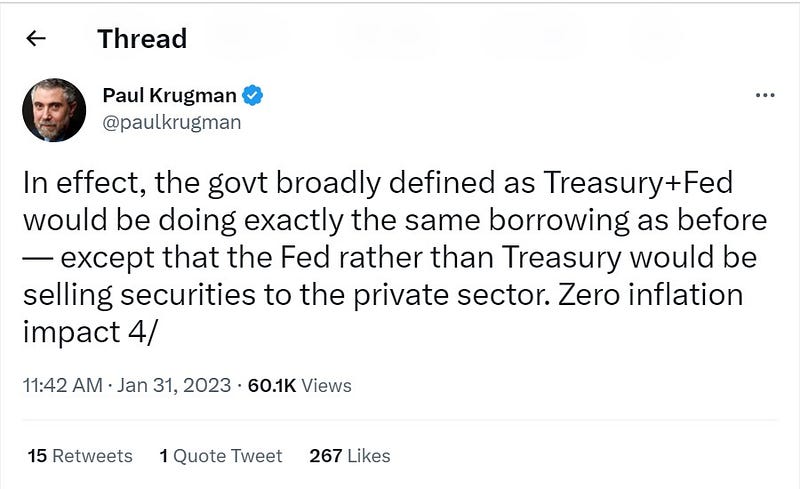 Thread
Paul Krugman
@paulkrugman
In effect, the govt broadly defined as Treasury+Fed
would be doing exactly the same borrowing as before
— except that the Fed rather than Treasury would be
selling securities to the private sector. Zero inflation
impact 4/
11:42 AM · Jan 31, 2023 · 60.1K Views
15 Retweets 1 Quote Tweet 267 Likes